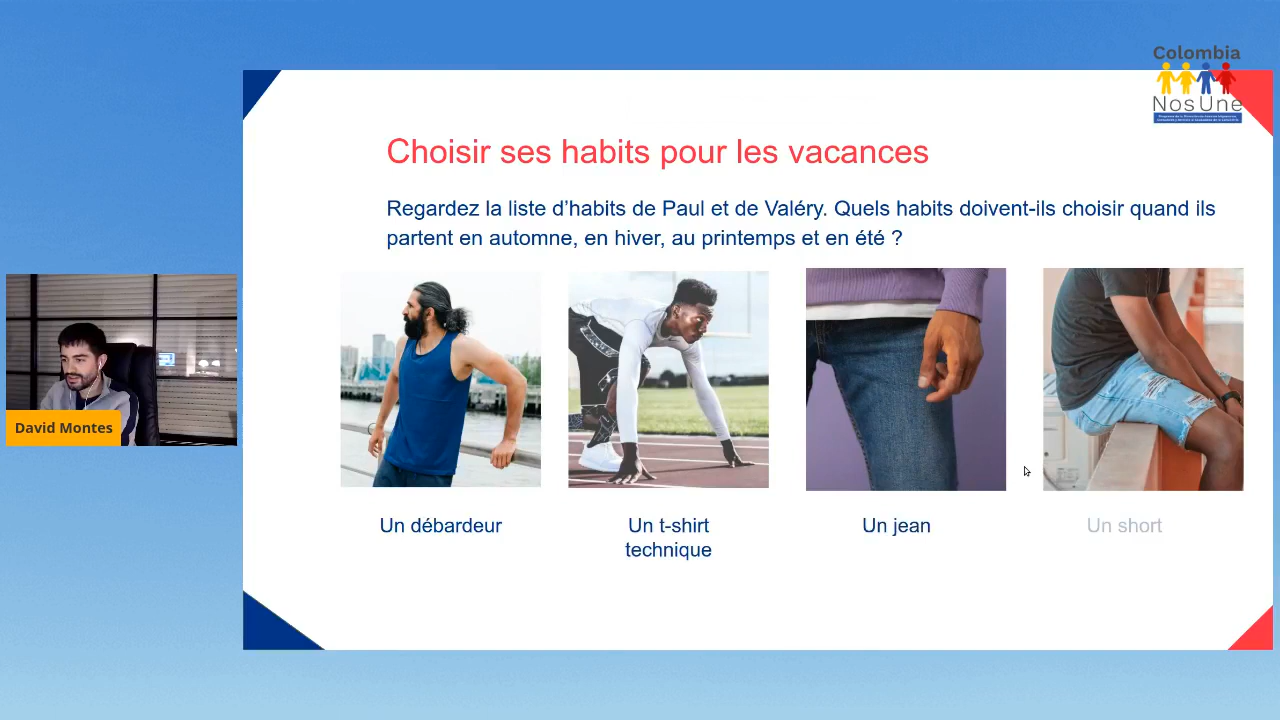 Colombia
NosUne
Choisir ses habits pour les vacances
Regardez la liste d’habits de Paul et de Valéry. Quels habits doivent-ils choisir quand ils
partent en automne, en hiver, au printemps et en été ?
David Montes
Un débardeur
Un t-shirt
technique
Un jean
Un short